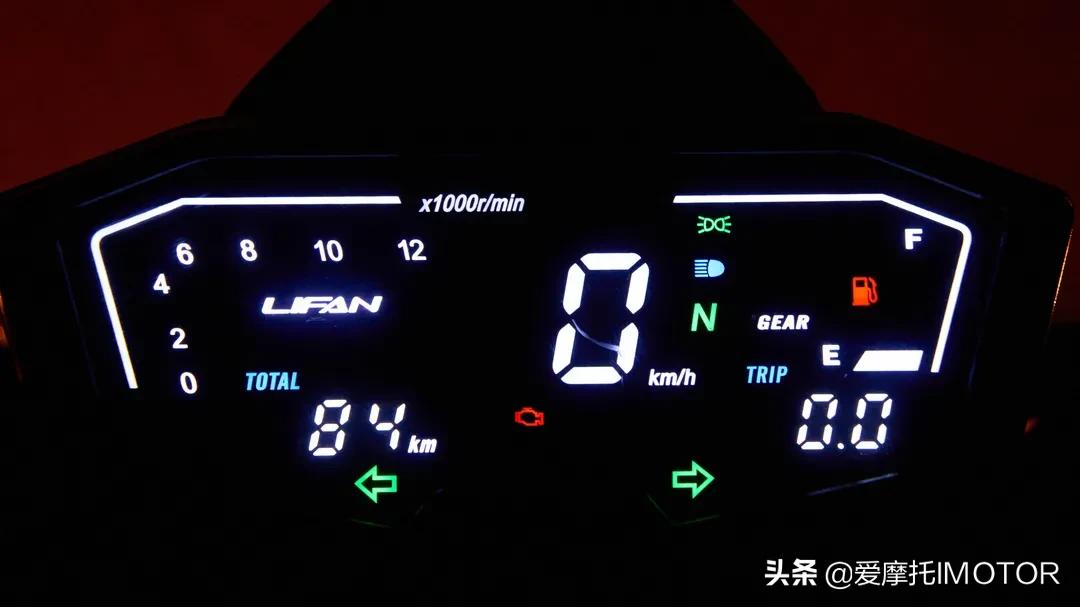 x1000r/min
6 8 10 12
F
4
LIFAN
N
GEAR
2
0
E
0
km/h
TOTAL
TRIP
84 km
0.0
头条 @爱摩托IMOTOR